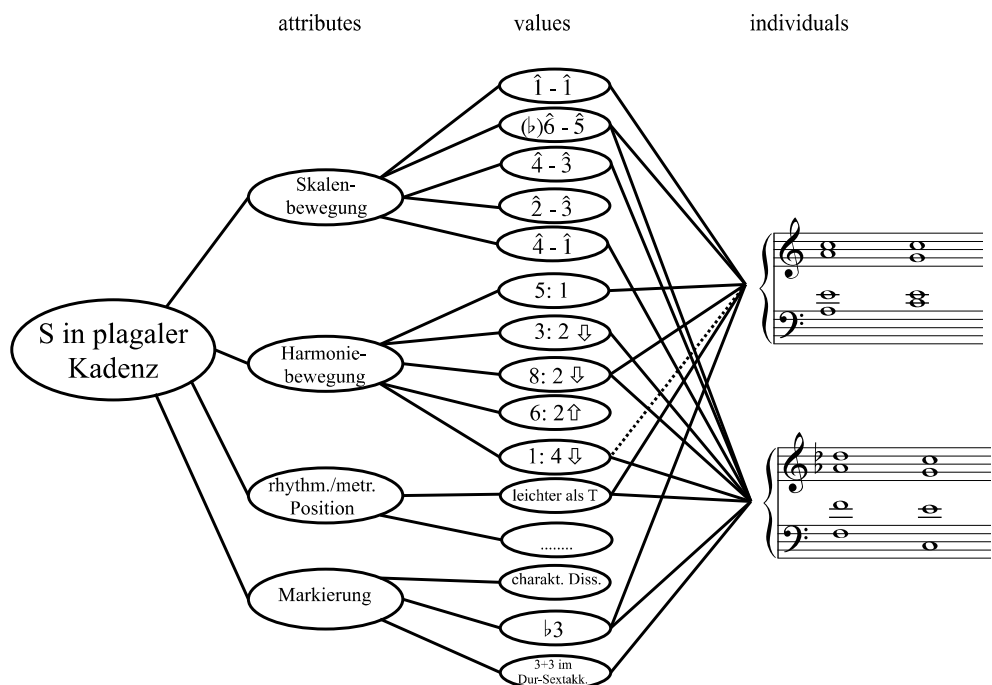 attributes values individuals
1̂ - 1̂
(♭)6̂ - 5̂
4̂ - 3̂
2̂ - 3̂
4̂ - 1̂
Skalen-
bewegung
5: 1
3: 2 ⇩
8: 2 ⇩
6: 2⇧
1: 4 ⇩
S in plagaler
Kadenz
Harmonie-
bewegung
leichter als T
........
rhythm./metr.
Position
charakt. Diss.
♭3
3+3 im
Dur-Sextakk.
Markierung